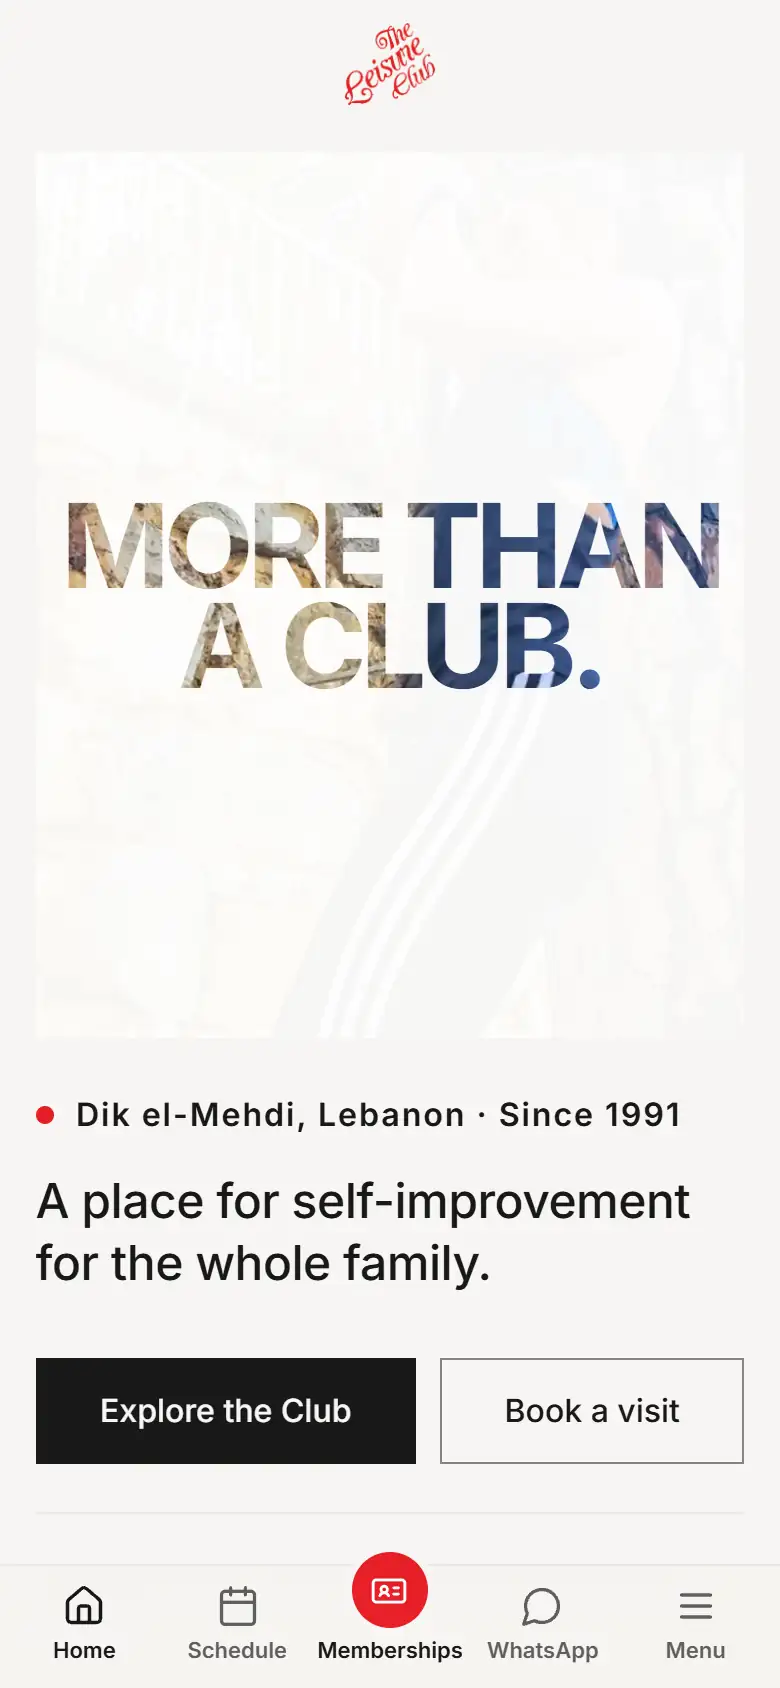 The
Leisure
Club
MORE THAN
A CLUB.
Dik el-Mehdi, Lebanon · Since 1991
A place for self-improvement
for the whole family.
Explore the Club
Book a visit
Home
Schedule
Memberships
WhatsApp
Menu